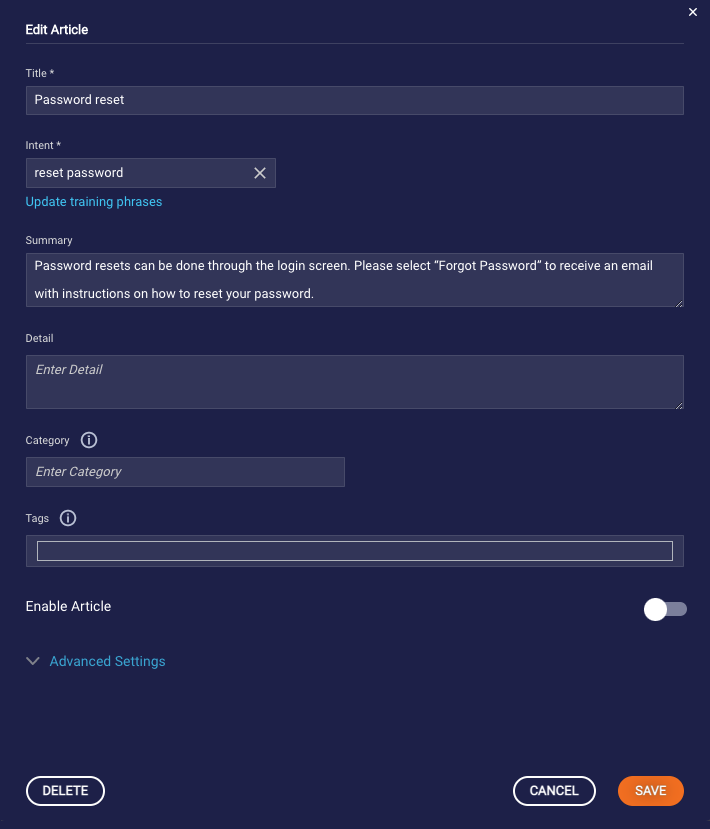 Edit Article
Title *
Password reset
Intent *
reset password
Update training phrases
Summary
Password resets can be done through the login screen. Please select “Forgot Password” to receive an email
with instructions on how to reset your password.
Detail
Enter Detail
Category
Enter Category
Tags
Enable Article
Advanced Settings
DELETE
CANCEL
SAVE